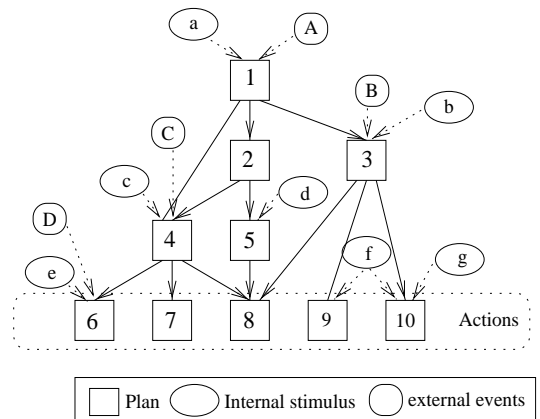 a
A
1
B
b
C
2
3
c
d
D
4
5
e
f
g
6
7
8
9
10
Actions
Plan
Internal stimulus
external events